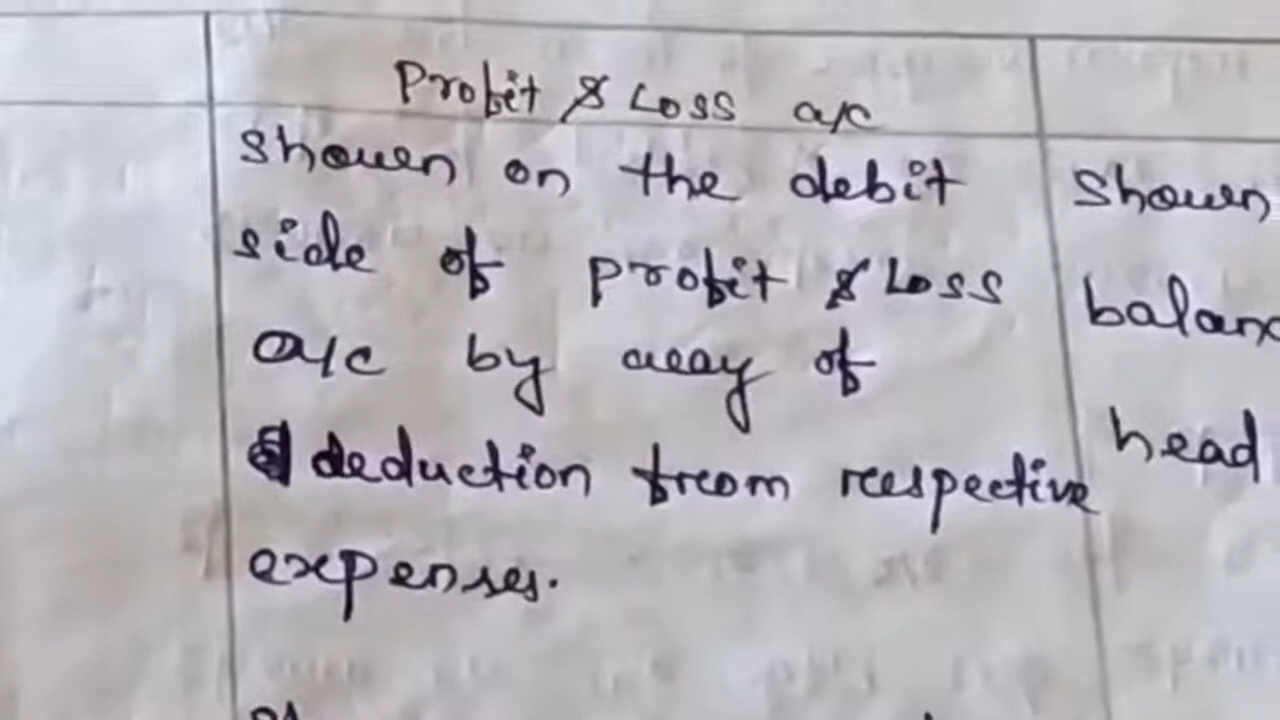 Profit & Loss a/c
shown on the debit
side of profit & Loss
a/c by way of
deduction from respective
expenses.
shown
balanc
head